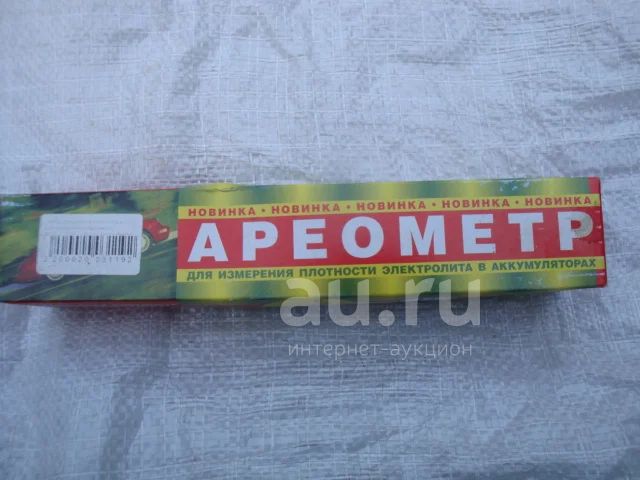 НОВИНКА • НОВИНКА • НОВИНКА • НОВИНКА • НОВИНКА
АРЕОМЕТР
ДЛЯ ИЗМЕРЕНИЯ ПЛОТНОСТИ ЭЛЕКТРОЛИТА В АККУМУЛЯТОРАХ
au.ru
интернет-аукцион